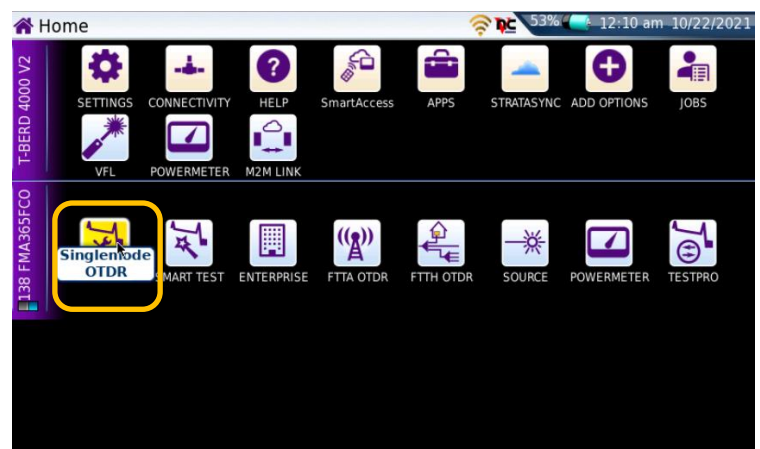 Home
53%
12:10 am 10/22/2021
T-BERD 4000 V2
SETTINGS CONNECTIVITY HELP SmartAccess APPS STRATASYNC ADD OPTIONS JOBS
VFL POWERMETER M2M LINK
138 FMA365FCO
Singlemode
OTDR
SMART TEST ENTERPRISE FTTA OTDR FTTH OTDR SOURCE POWERMETER TESTPRO